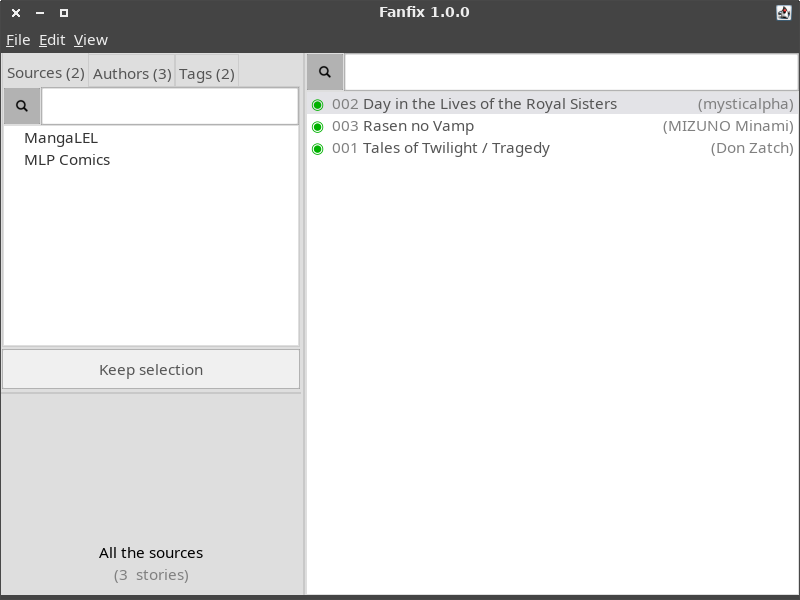 Fanfix 1.0.0
File Edit View
Sources (2) Authors (3) Tags (2)
MangaLEL
MLP Comics
Keep selection
All the sources
(3 stories)
002 Day in the Lives of the Royal Sisters (mysticalpha)
003 Rasen no Vamp (MIZUNO Minami)
001 Tales of Twilight / Tragedy (Don Zatch)